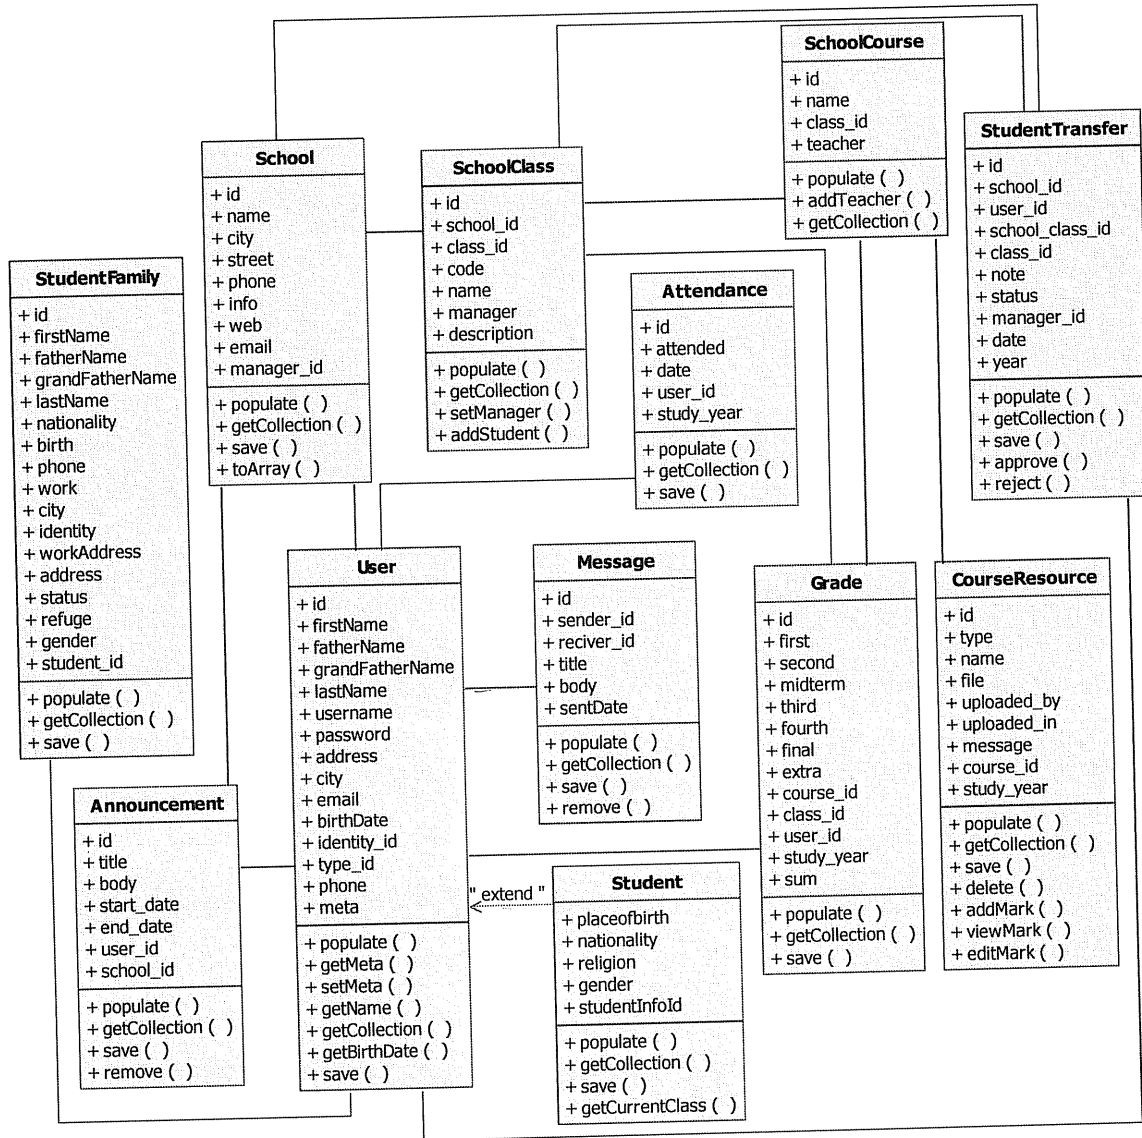 SchoolCourse
+ id
+ name
+ class_id
+ teacher
+ populate ( )
+ addTeacher ( )
+ getCollection ( )
StudentTransfer
+ id
+ school_id
+ user_id
+ school_class_id
+ class_id
+ note
+ status
+ manager_id
+ date
+ year
+ populate ( )
+ getCollection ( )
+ save ( )
+ approve ( )
+ reject ( )
School
+ id
+ name
+ city
+ street
+ phone
+ info
+ web
+ email
+ manager_id
+ populate ( )
+ getCollection ( )
+ save ( )
+ toArray ( )
SchoolClass
+ id
+ school_id
+ class_id
+ code
+ name
+ manager
+ description
+ populate ( )
+ getCollection ( )
+ setManager ( )
+ addStudent ( )
StudentFamily
+ id
+ firstName
+ fatherName
+ grandFatherName
+ lastName
+ nationality
+ birth
+ phone
+ work
+ city
+ identity
+ workAddress
+ address
+ status
+ refuge
+ gender
+ student_id
+ populate ( )
+ getCollection ( )
+ save ( )
Attendance
+ id
+ attended
+ date
+ user_id
+ study_year
+ populate ( )
+ getCollection ( )
+ save ( )
User
+ id
+ firstName
+ fatherName
+ grandFatherName
+ lastName
+ username
+ password
+ address
+ city
+ email
+ birthDate
+ identity_id
+ type_id
+ phone
+ meta
+ populate ( )
+ getMeta ( )
+ setMeta ( )
+ getName ( )
+ getCollection ( )
+ getBirthDate ( )
+ save ( )
Message
+ id
+ sender_id
+ reciver_id
+ title
+ body
+ sentDate
+ populate ( )
+ getCollection ( )
+ save ( )
+ remove ( )
Grade
+ id
+ first
+ second
+ midterm
+ third
+ fourth
+ final
+ extra
+ course_id
+ class_id
+ user_id
+ study_year
+ sum
+ populate ( )
+ getCollection ( )
+ save ( )
CourseResource
+ id
+ type
+ name
+ file
+ uploaded_by
+ uploaded_in
+ message
+ course_id
+ study_year
+ populate ( )
+ getCollection ( )
+ save ( )
+ delete ( )
+ addMark ( )
+ viewMark ( )
+ editMark ( )
Announcement
+ id
+ title
+ body
+ start_date
+ end_date
+ user_id
+ school_id
+ populate ( )
+ getCollection ( )
+ save ( )
+ remove ( )
" extend "
Student
+ placeofbirth
+ nationality
+ religion
+ gender
+ studentInfoId
+ populate ( )
+ getCollection ( )
+ save ( )
+ getCurrentClass ( )